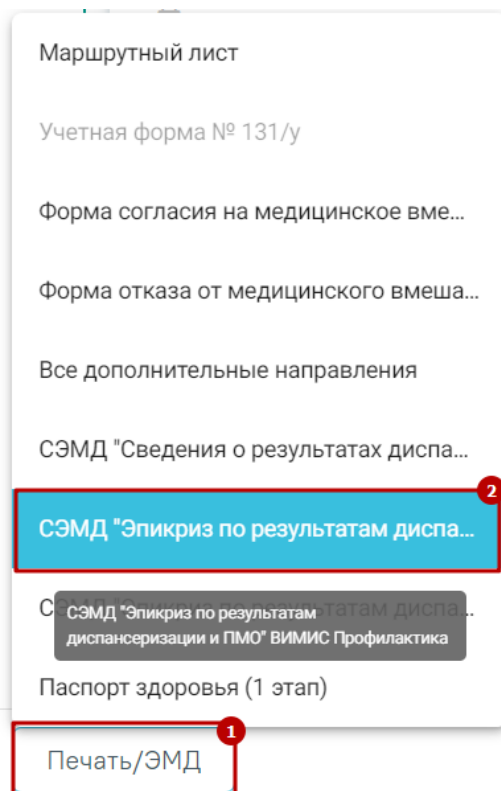 Маршрутный лист
Учетная форма № 131/у
Форма согласия на медицинское вме...
Форма отказа от медицинского вмеша...
Все дополнительные направления
СЭМД "Сведения о результатах диспа...
2
СЭМД "Эпикриз по результатам диспа...
СЭМД "Эпикриз по результатам
диспансеризации и ПМО" ВИМИС Профилактика
Паспорт здоровья (1 этап)
1
Печать/ЭМД